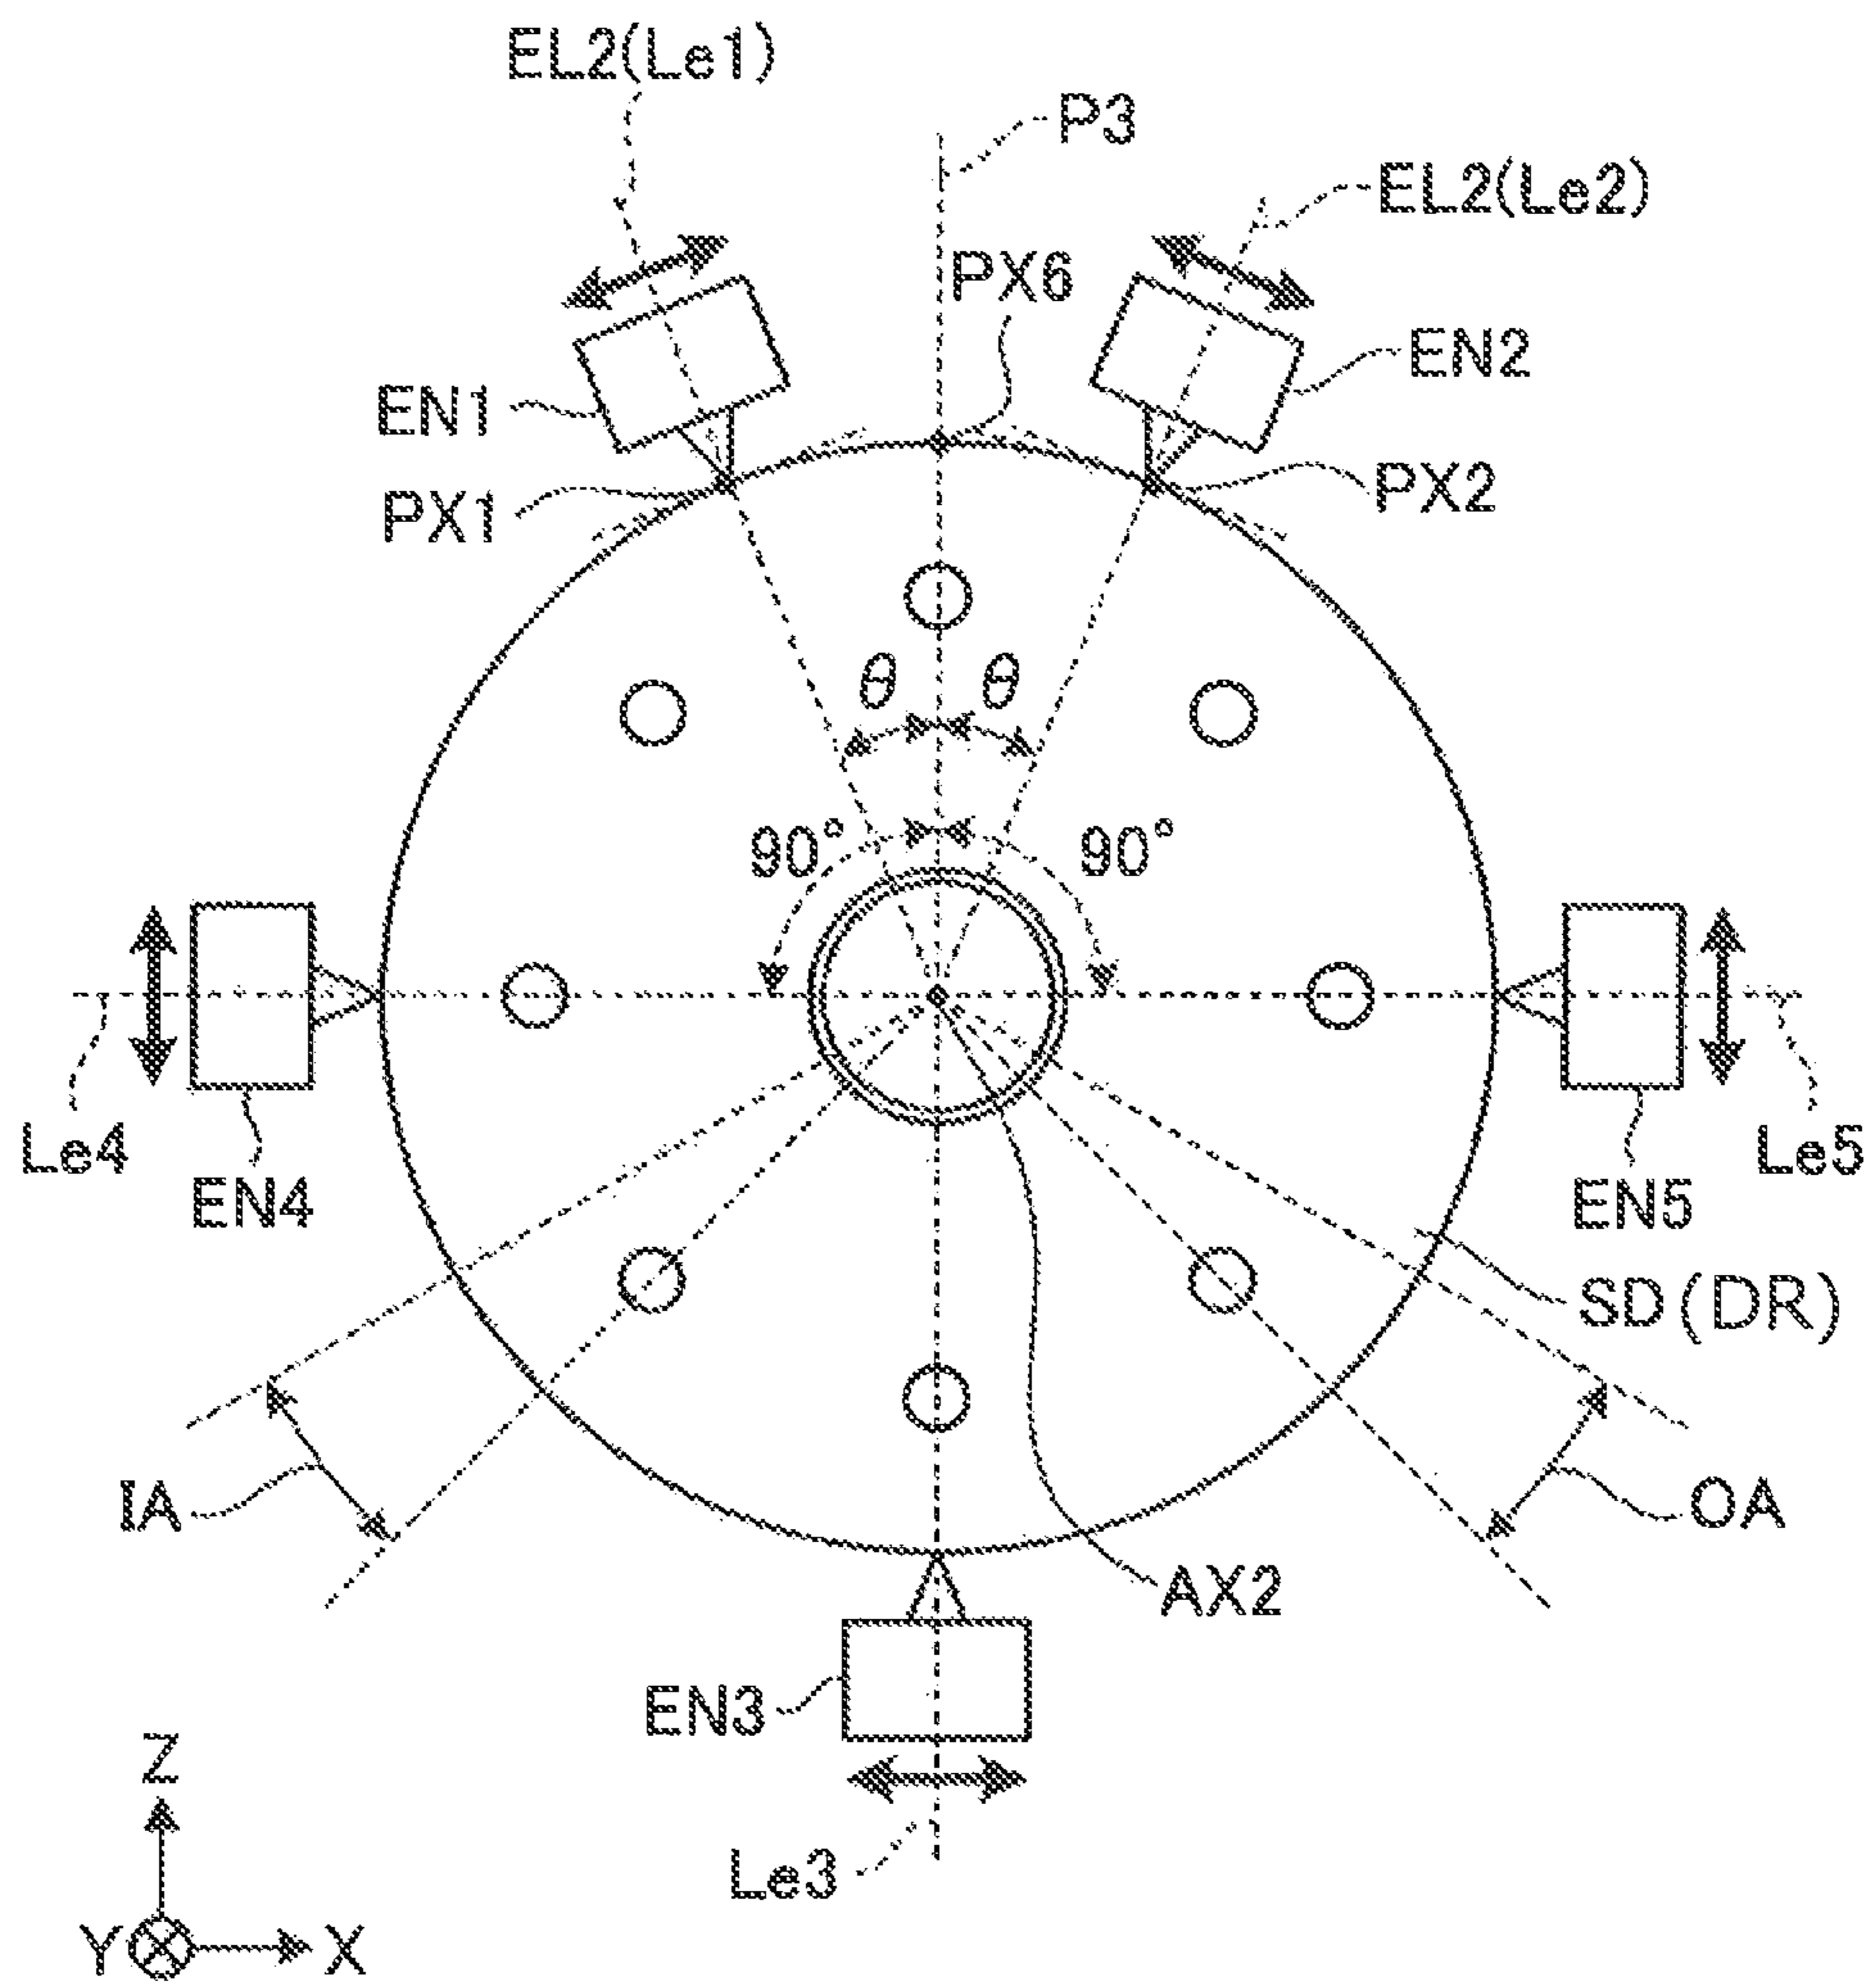 EL2(Le1)
P3
EL2(Le2)
PX6
EN2
EN1
PX2
PX1
θ θ
90° 90°
Le4
Le5
EN4
EN5
SD(DR)
IA
OA
AX2
EN3
Z
Le3
Y X